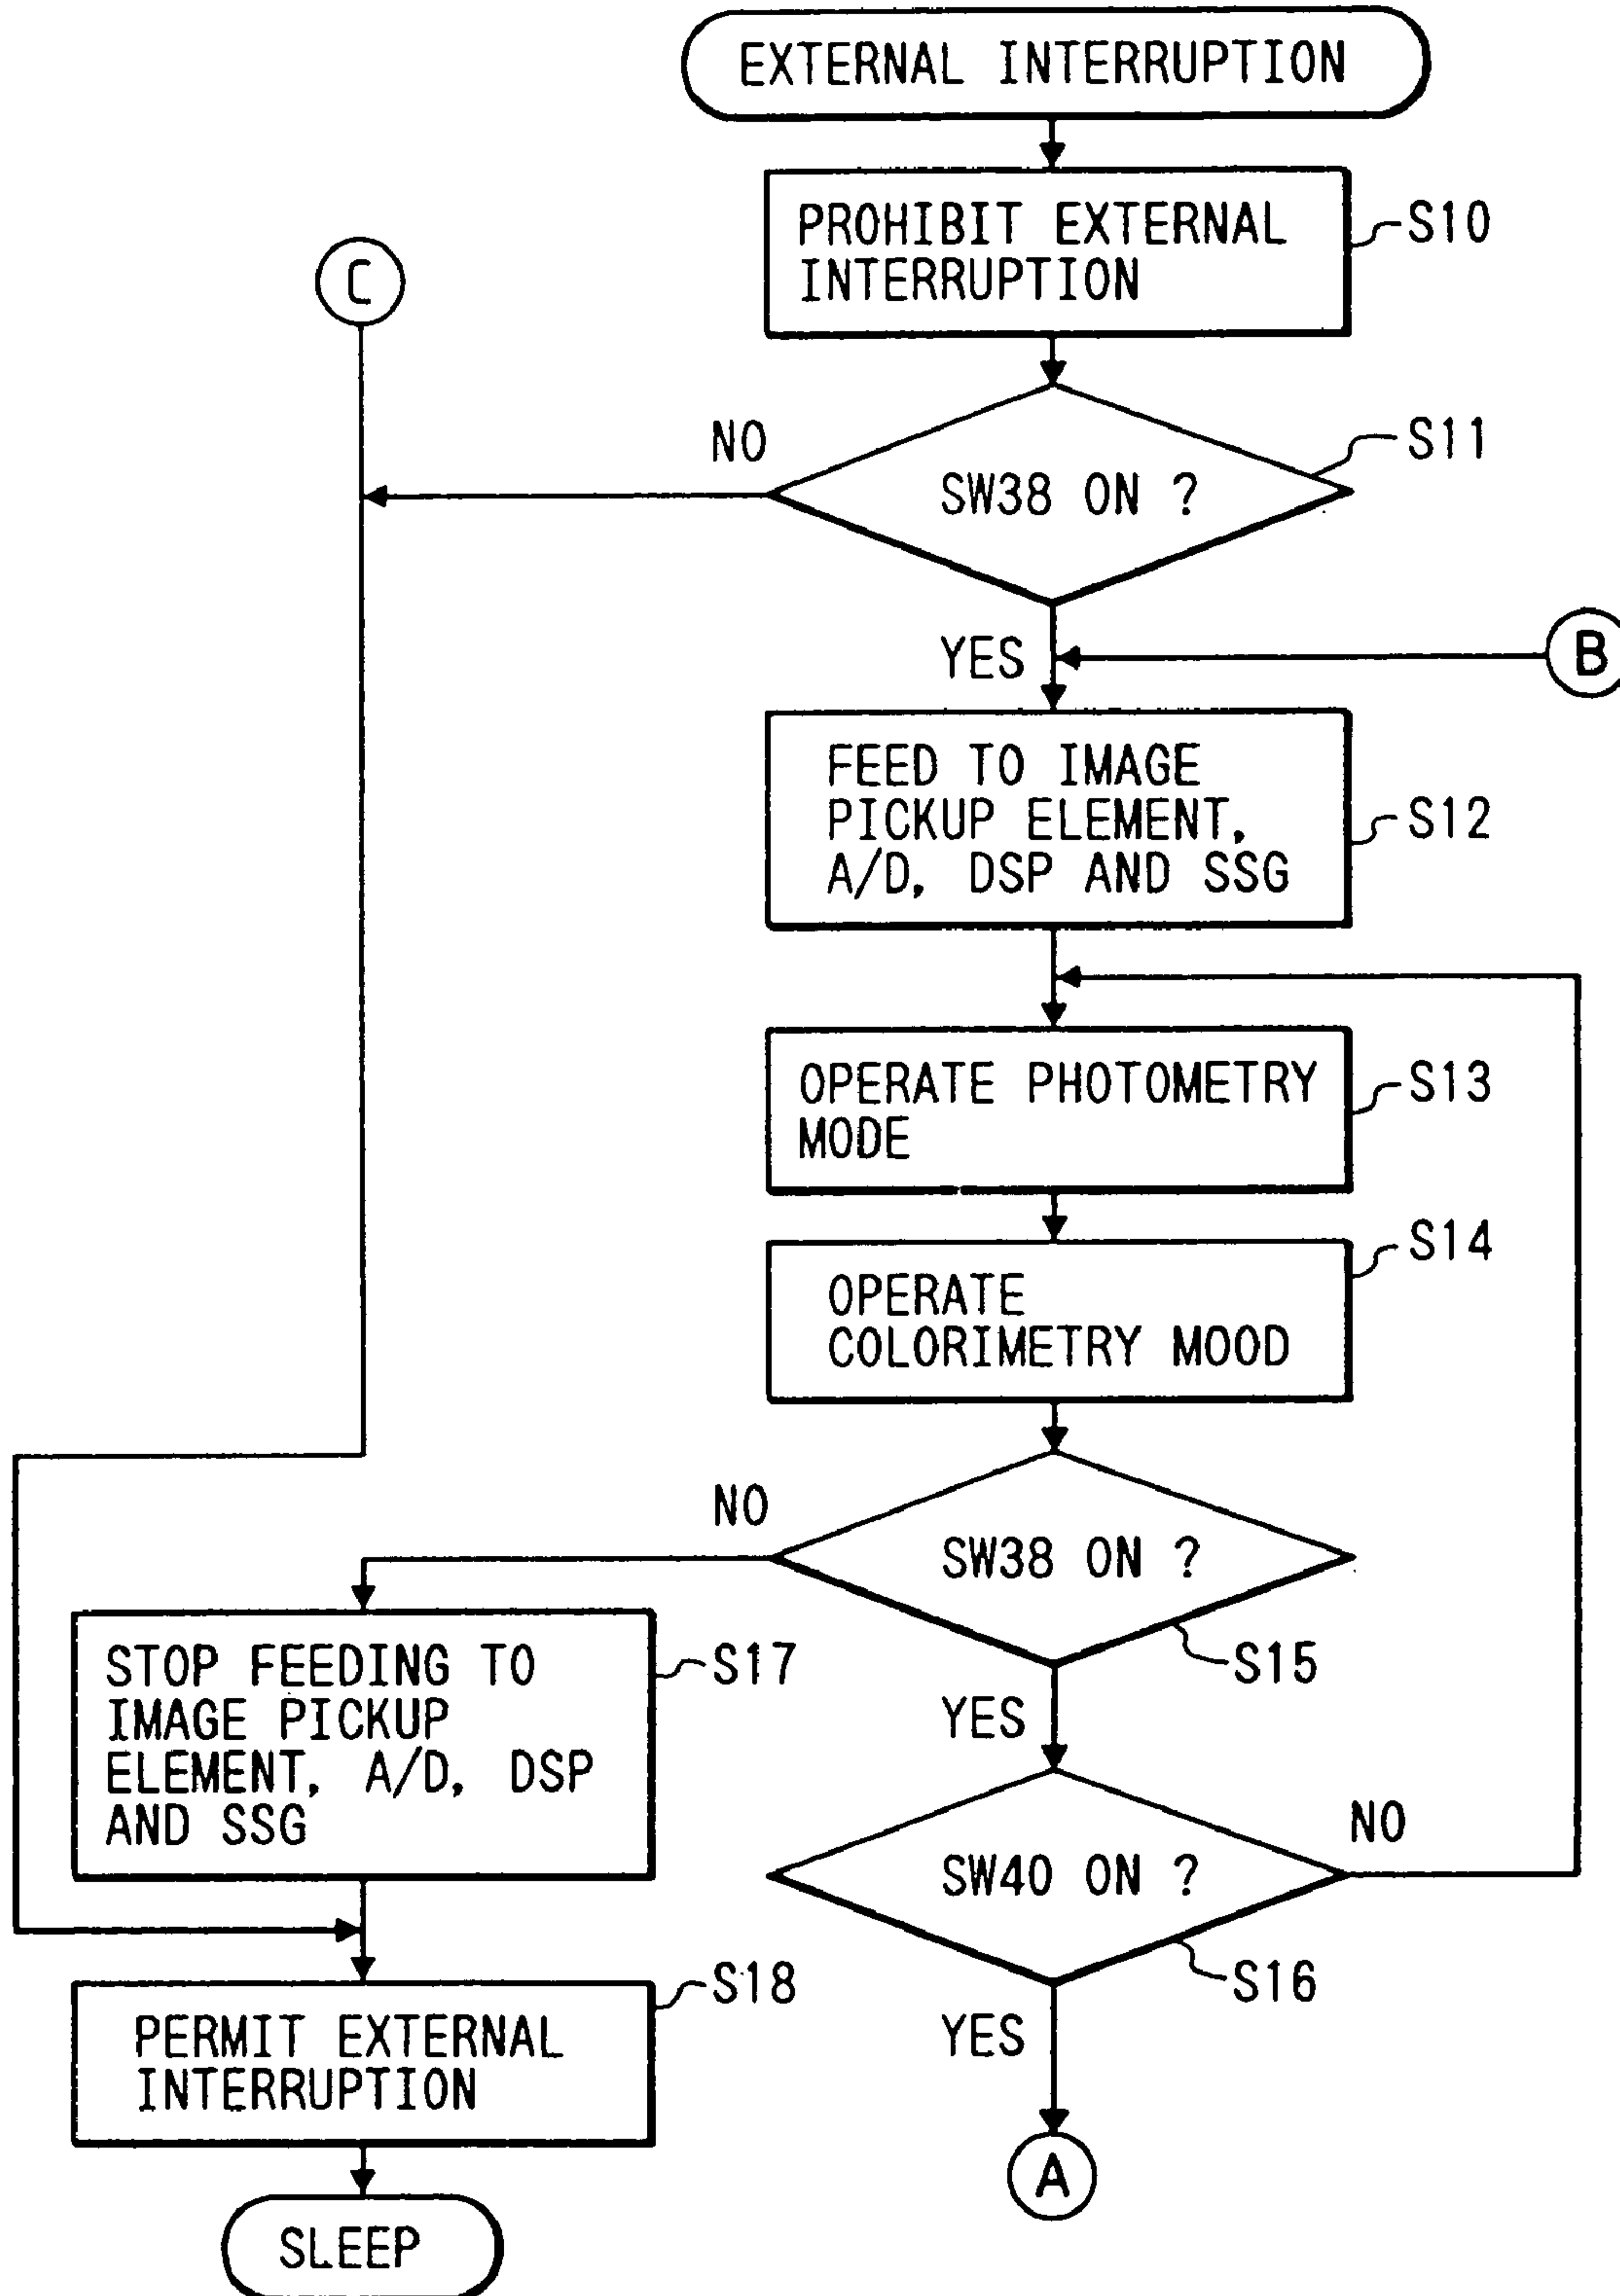 EXTERNAL INTERRUPTION
PROHIBIT EXTERNAL
INTERRUPTION
S10
C
NO
SW38 ON ?
S11
YES
B
FEED TO IMAGE
PICKUP ELEMENT,
A/D, DSP AND SSG
S12
OPERATE PHOTOMETRY
MODE
S13
OPERATE
COLORIMETRY MOOD
S14
NO
SW38 ON ?
S15
YES
STOP FEEDING TO
IMAGE PICKUP
ELEMENT, A/D, DSP
AND SSG
S17
SW40 ON ?
NO
S16
YES
PERMIT EXTERNAL
INTERRUPTION
S18
A
SLEEP